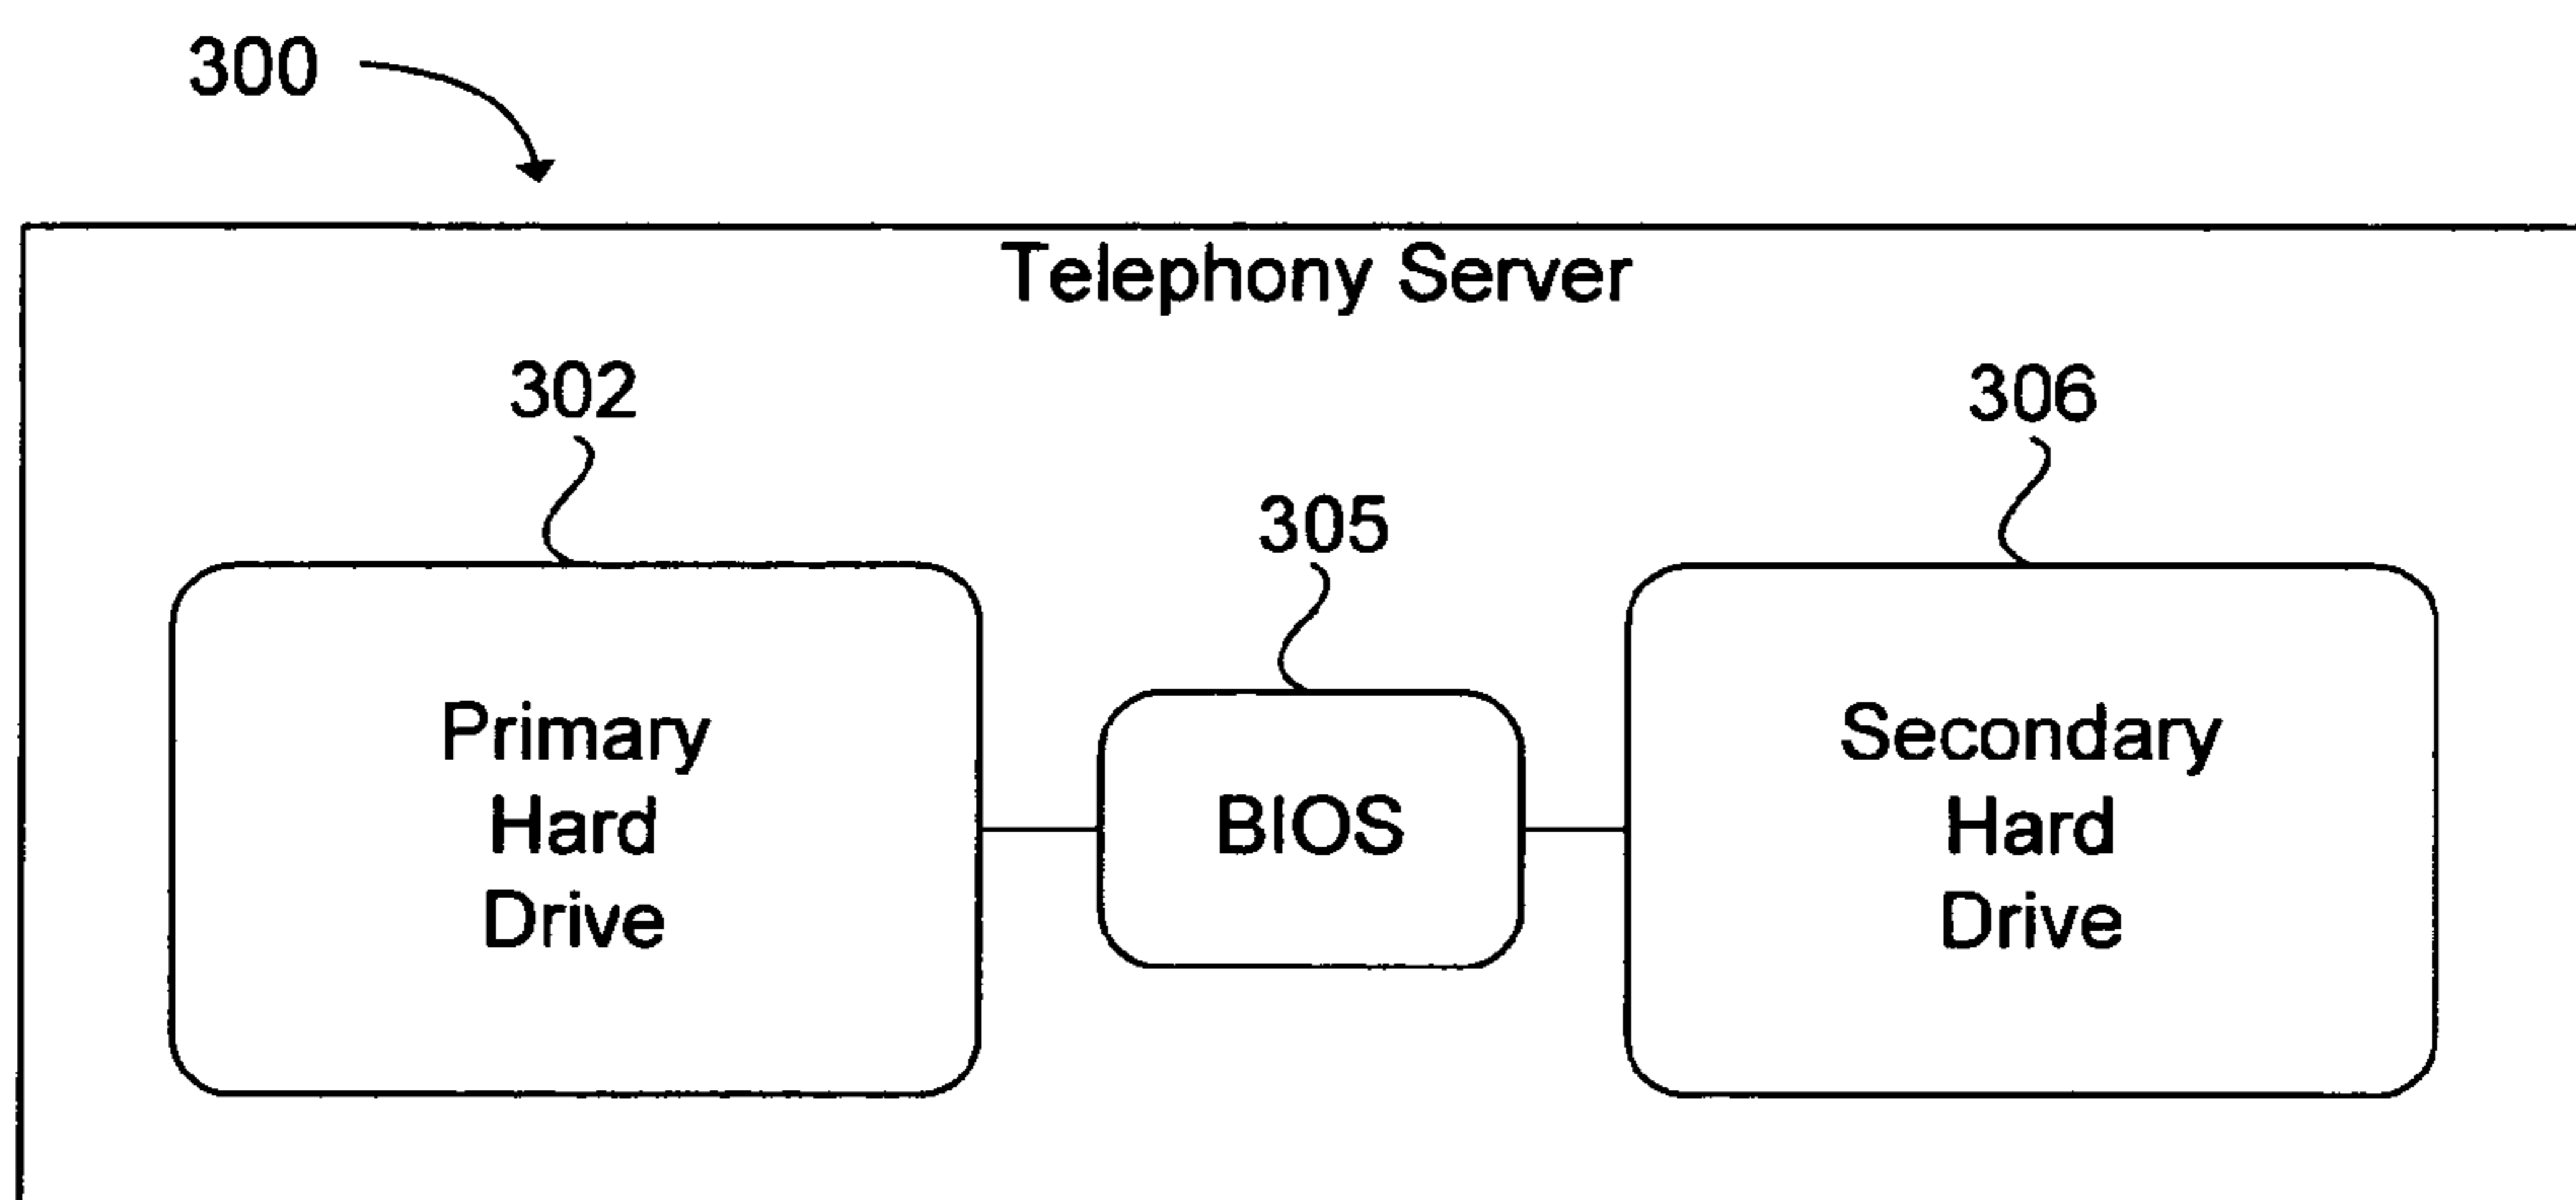 300
Telephony Server
302
306
305
Primary
Hard
Drive
BIOS
Secondary
Hard
Drive